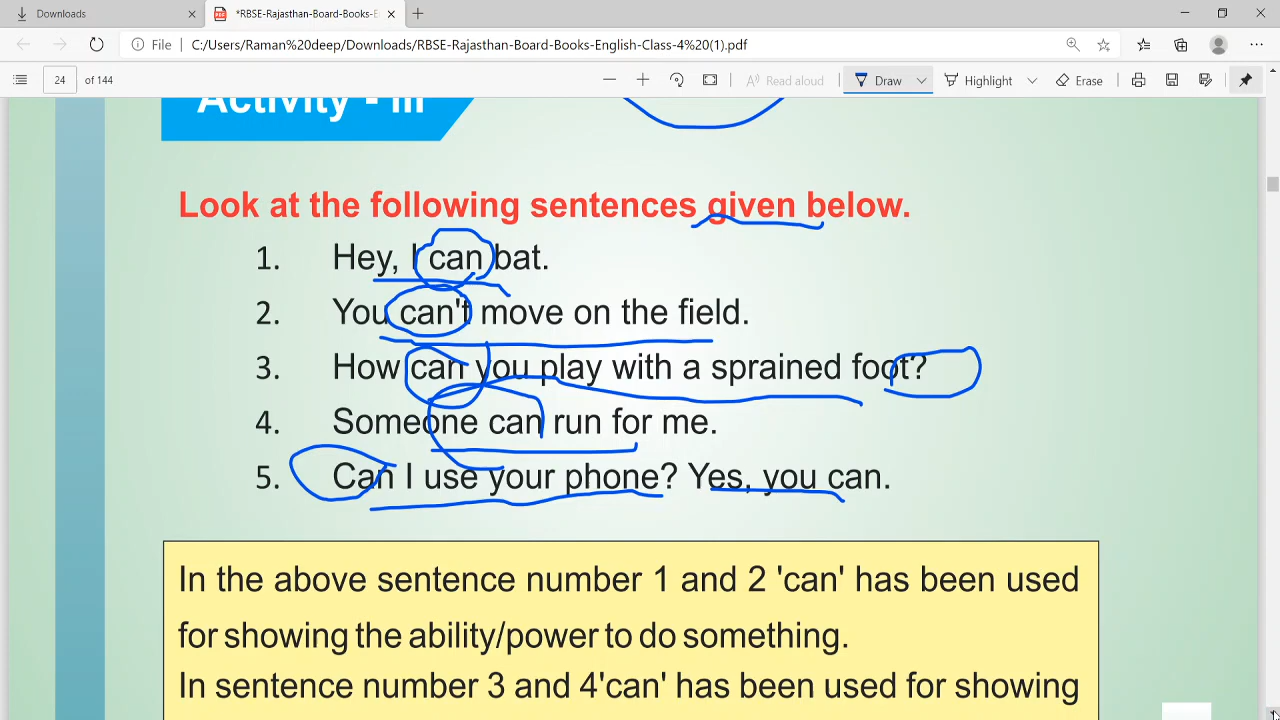 Downloads
*RBSE-Rajasthan-Board-Books-E
File
C:/Users/Raman%20deep/Downloads/RBSE-Rajasthan-Board-Books-English-Class-4%20(1).pdf
24 of 144
Read aloud
Draw
Highlight
Erase
Activity - III
Look at the following sentences given below.
1. Hey, I can bat.
2. You can't move on the field.
3. How can you play with a sprained foot?
4. Someone can run for me.
5. Can I use your phone? Yes, you can.
In the above sentence number 1 and 2 'can' has been used
for showing the ability/power to do something.
In sentence number 3 and 4'can' has been used for showing